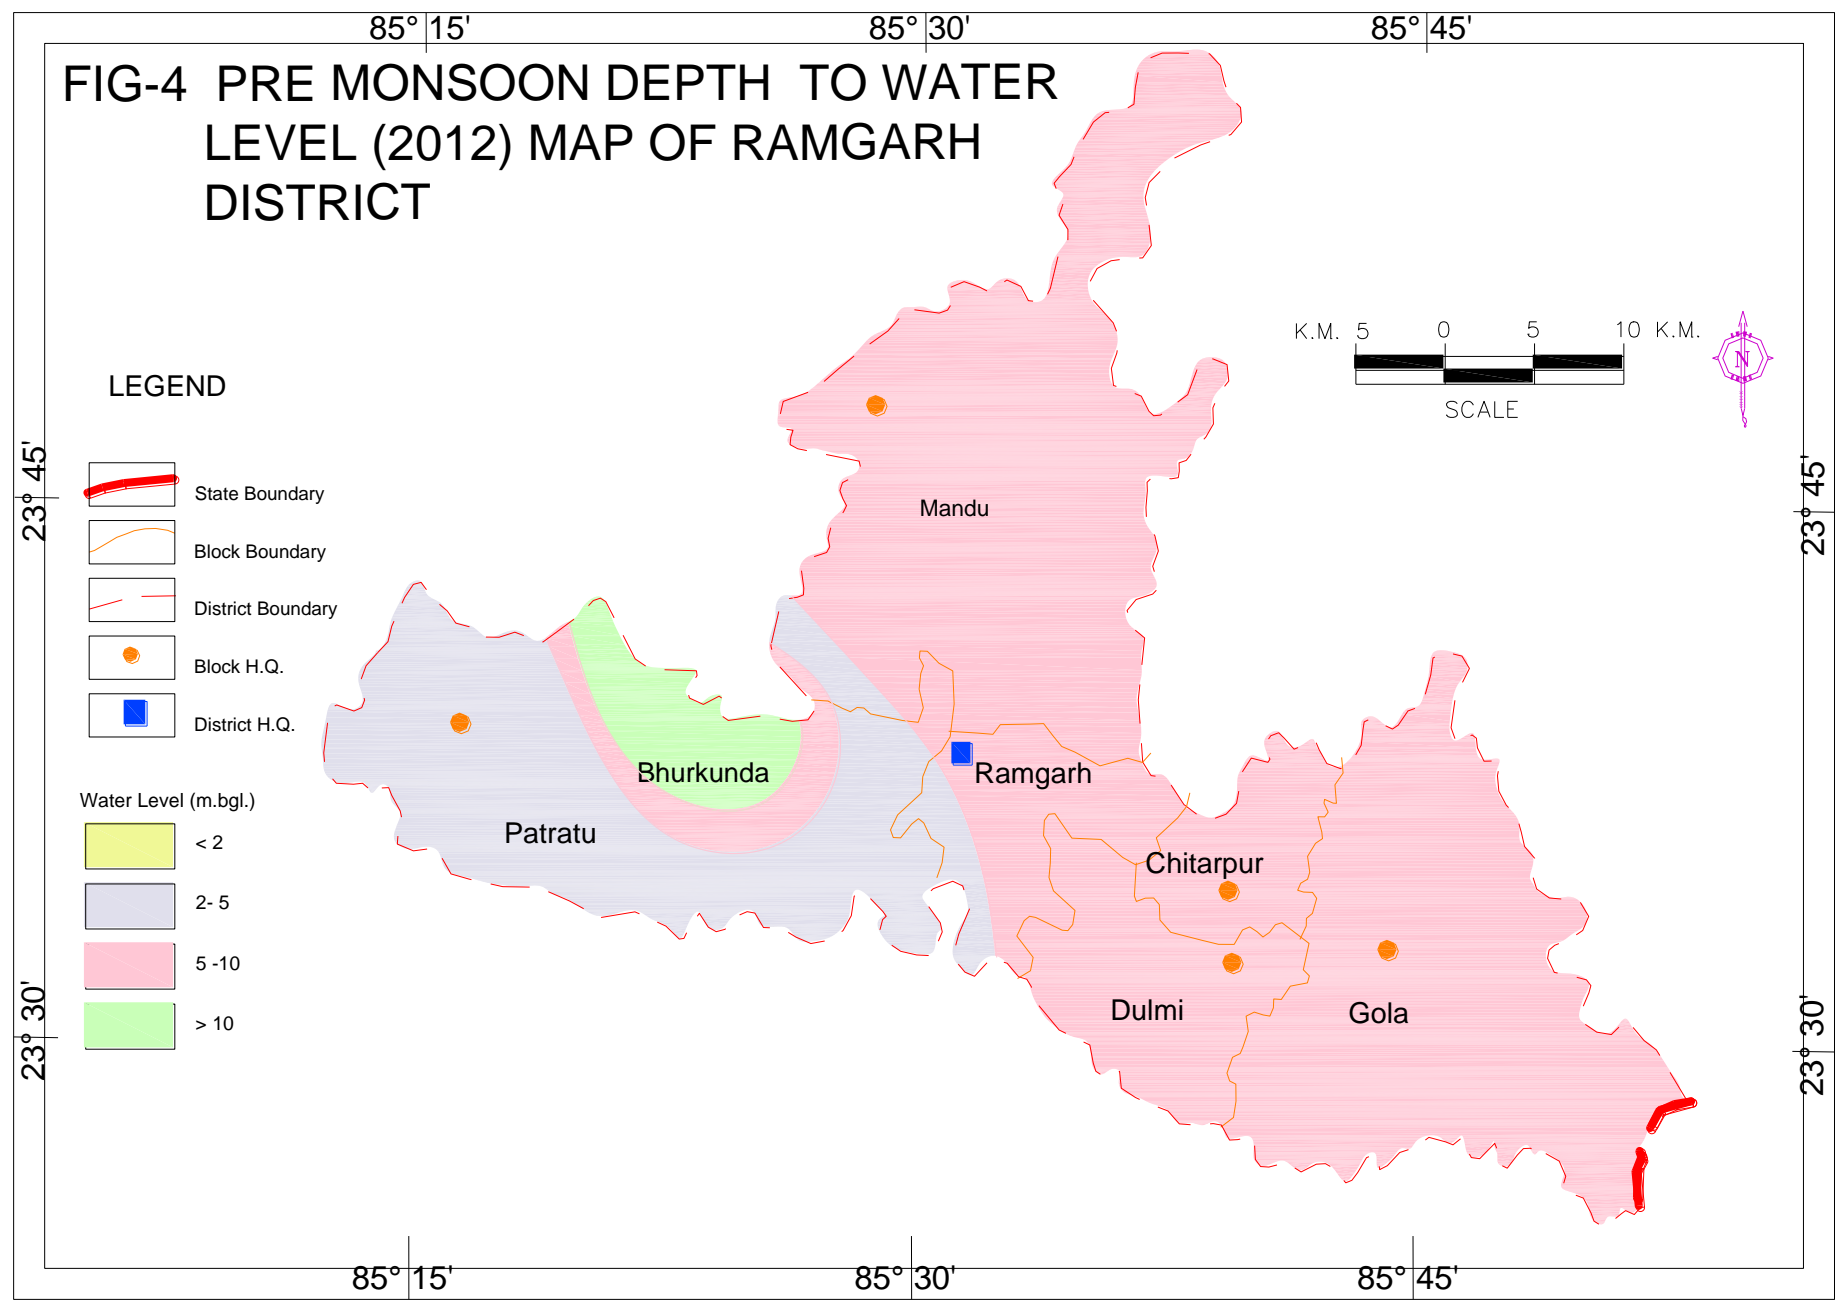 85° 15'
85° 30'
85° 45'
FIG-4 PRE MONSOON DEPTH TO WATER
LEVEL (2012) MAP OF RAMGARH
DISTRICT
K.M. 5 0 5 10 K.M.
SCALE
N
LEGEND
State Boundary
Block Boundary
District Boundary
Block H.Q.
District H.Q.
Water Level (m.bgl.)
< 2
2- 5
5 -10
> 10
23° 45'
23° 45'
23° 30'
23° 30'
Mandu
Bhurkunda
Ramgarh
Patratu
Chitarpur
Dulmi
Gola
85° 15'
85° 30'
85° 45'